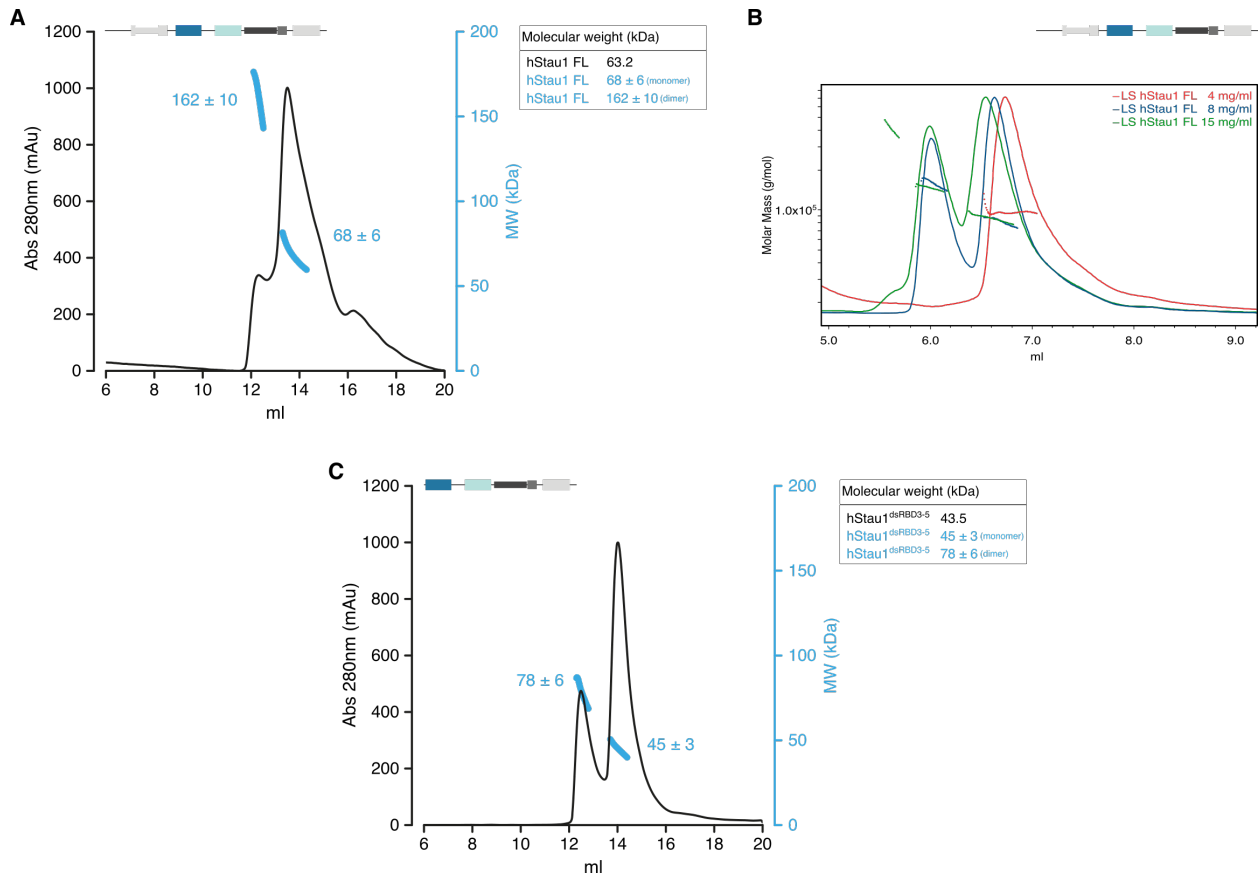 A
1200
1000
800
600
400
200
0
Abs 280nm (mAu)
6 8 10 12 14 16 18 20
ml
200
150
100
50
0
MW (kDa)
162 ± 10
68 ± 6
Molecular weight (kDa)
hStau1 FL 63.2
hStau1 FL 68 ± 6 (monomer)
hStau1 FL 162 ± 10 (dimer)
B
LS hStau1 FL 4 mg/ml
LS hStau1 FL 8 mg/ml
LS hStau1 FL 15 mg/ml
Molar Mass (g/mol)
1.0x10⁵
5.0 6.0 7.0 8.0 9.0
ml
C
1200
1000
800
600
400
200
0
Abs 280nm (mAu)
6 8 10 12 14 16 18 20
ml
200
150
100
50
0
MW (kDa)
78 ± 6
45 ± 3
Molecular weight (kDa)
hStau1dsRBD3-5 43.5
hStau1dsRBD3-5 45 ± 3 (monomer)
hStau1dsRBD3-5 78 ± 6 (dimer)